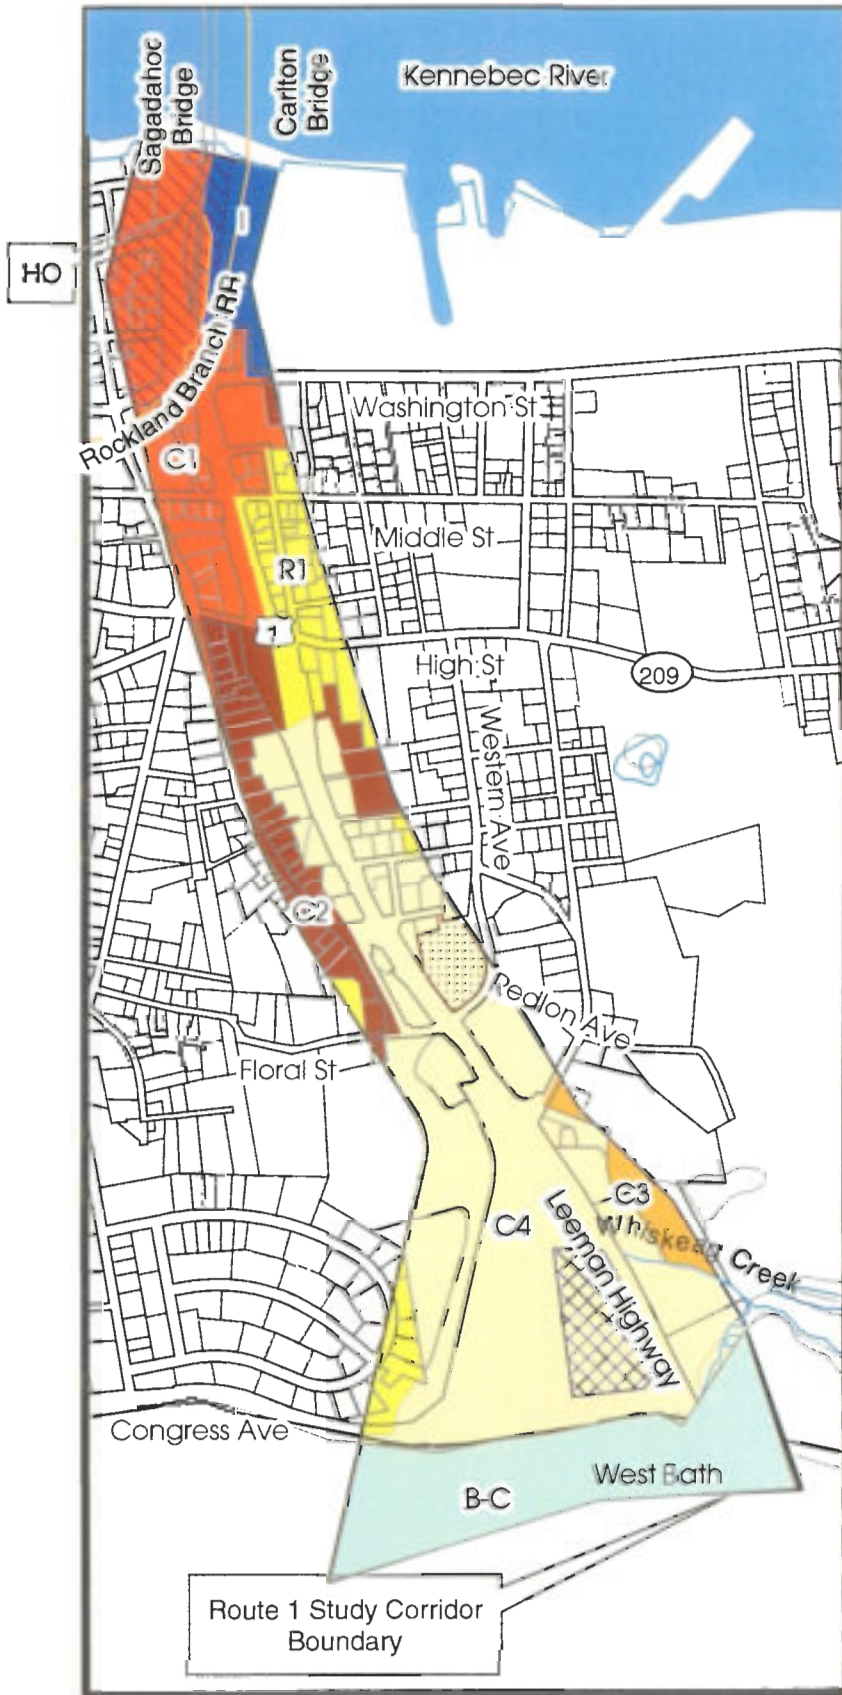 Sagadahoc
Bridge
Carlton
Bridge
Kennebec River
I
HO
Rockland Branch RR
Washington St
C1
Middle St
R1
1
High St
209
Western Ave
C2
Redlon Ave
Floral St
C3
C4
Whiskeag Creek
Leeman Highway
Congress Ave
West Bath
B-C
Route 1 Study Corridor
Boundary